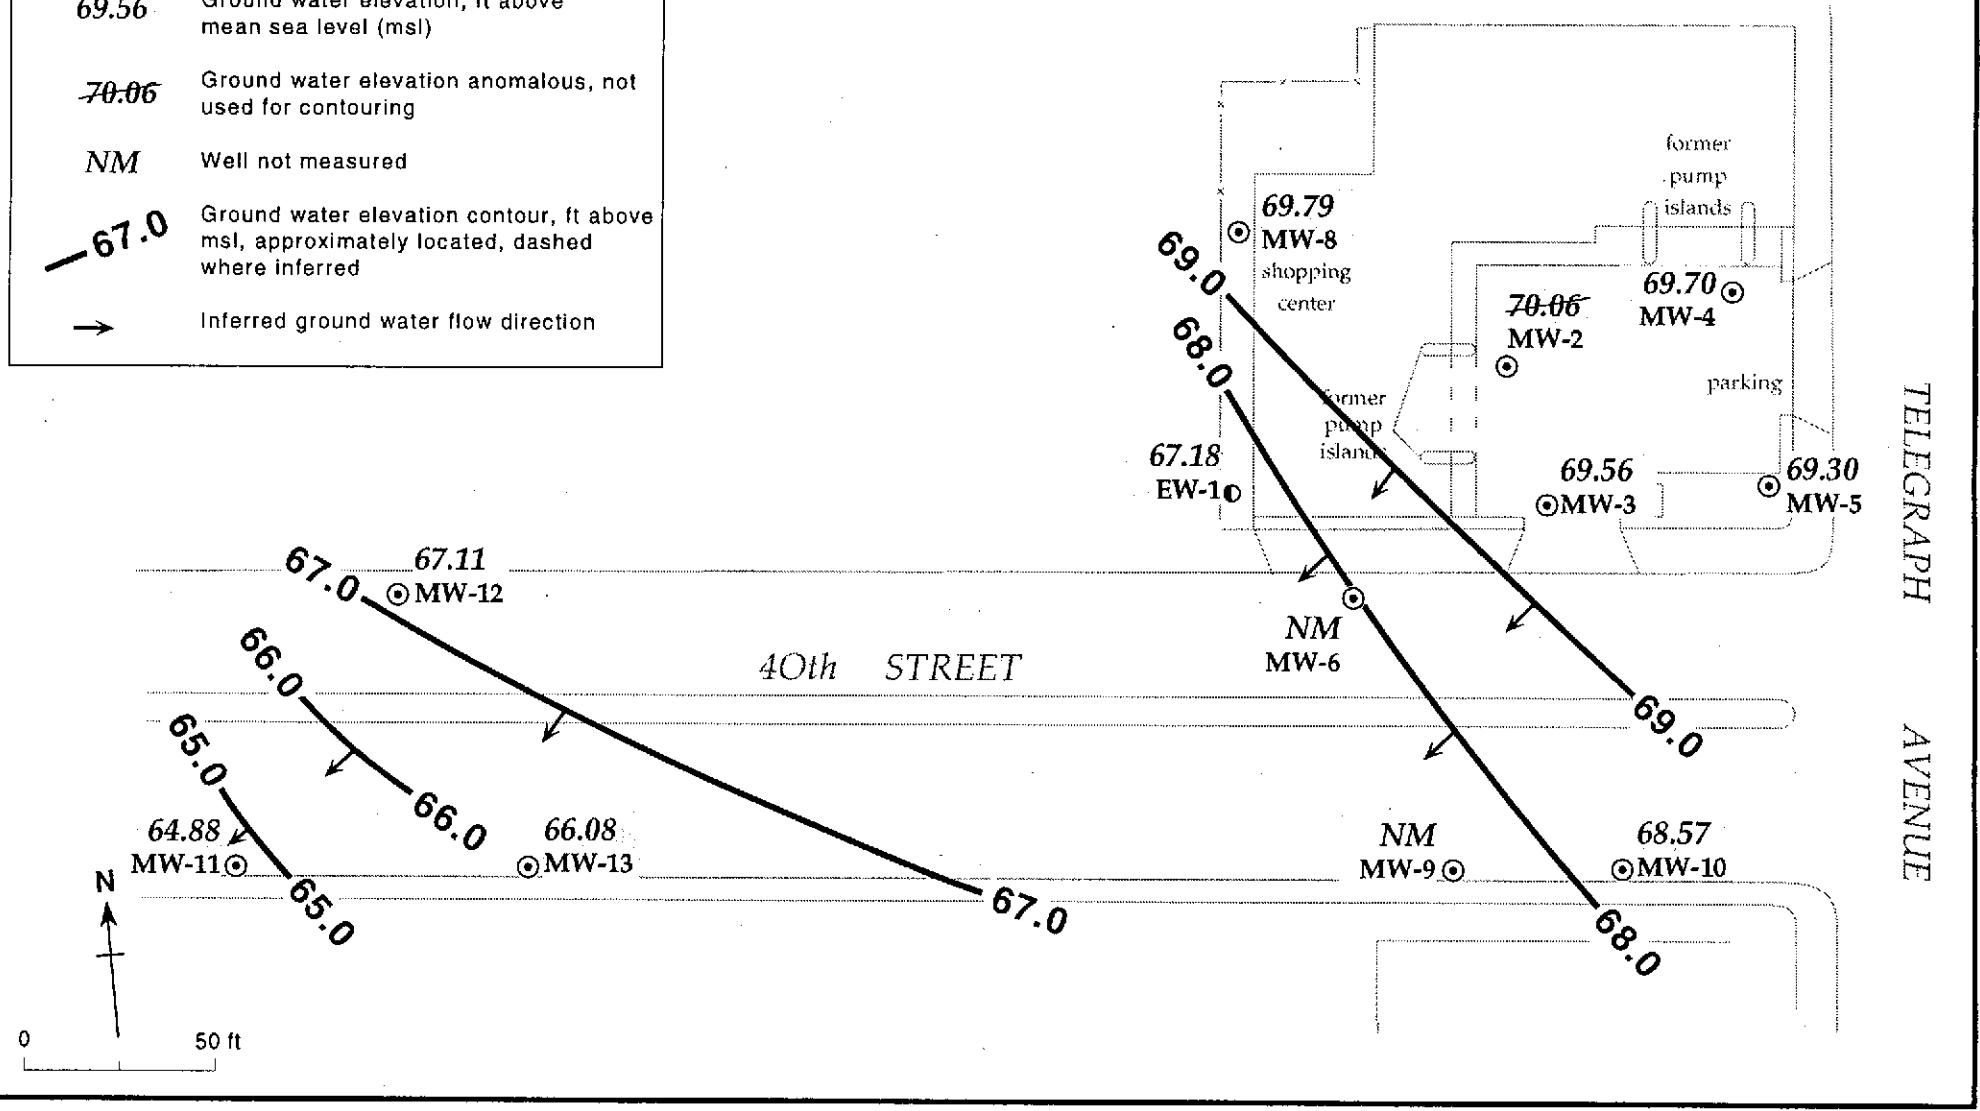 69.56 Ground water elevation, ft above
mean sea level (msl)
70.06 Ground water elevation anomalous, not
used for contouring
NM Well not measured
67.0 Ground water elevation contour, ft above
msl, approximately located, dashed
where inferred
Inferred ground water flow direction
former
pump
islands
69.79
MW-8
shopping
center
69.0
68.0
70.06
MW-2
69.70
MW-4
parking
former
pump
islands
67.18
EW-1
69.56
MW-3
69.30
MW-5
TELEGRAPH
AVENUE
67.0
67.11
MW-12
66.0
65.0
40th STREET
NM
MW-6
69.0
64.88
MW-11
66.0
66.08
MW-13
NM
MW-9
68.57
MW-10
N
65.0
67.0
68.0
0 50 ft